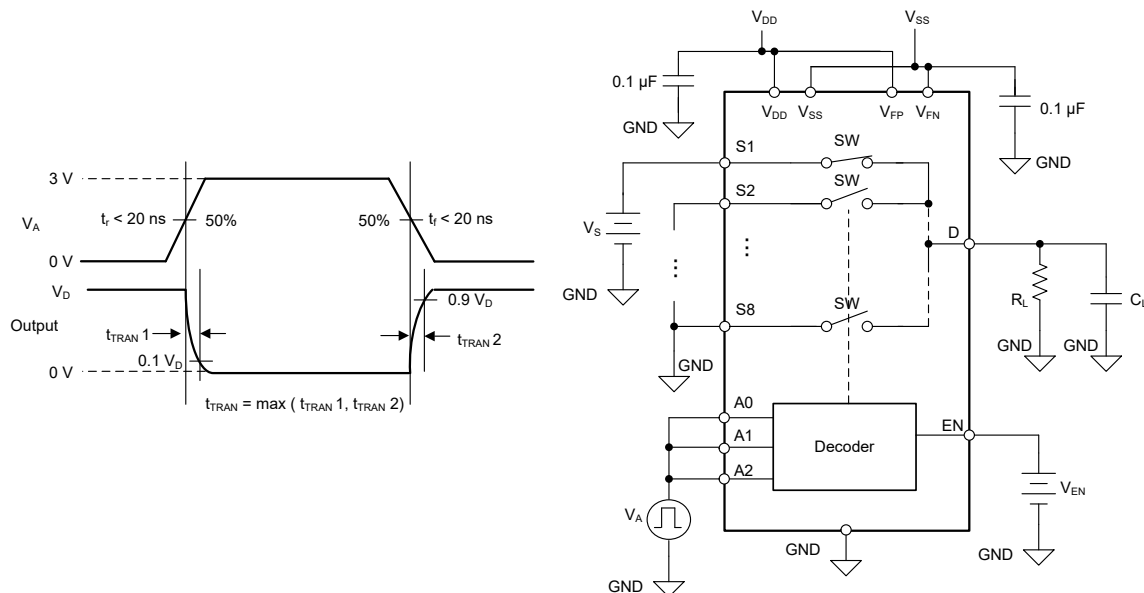 3 V
V_A
t_r < 20 ns
50%
50%
t_f < 20 ns
0 V
V_D
Output
t_TRAN 1
0.1 V_D
0 V
0.9 V_D
t_TRAN 2
t_TRAN = max ( t_TRAN 1, t_TRAN 2)
V_DD
V_SS
0.1 µF
GND
V_DD
V_SS
V_FP
V_FN
0.1 µF
GND
S1
SW
S2
SW
V_S
GND
...
...
S8
SW
GND
D
R_L
C_L
GND
GND
A0
A1
A2
Decoder
EN
V_A
GND
V_EN
GND
GND